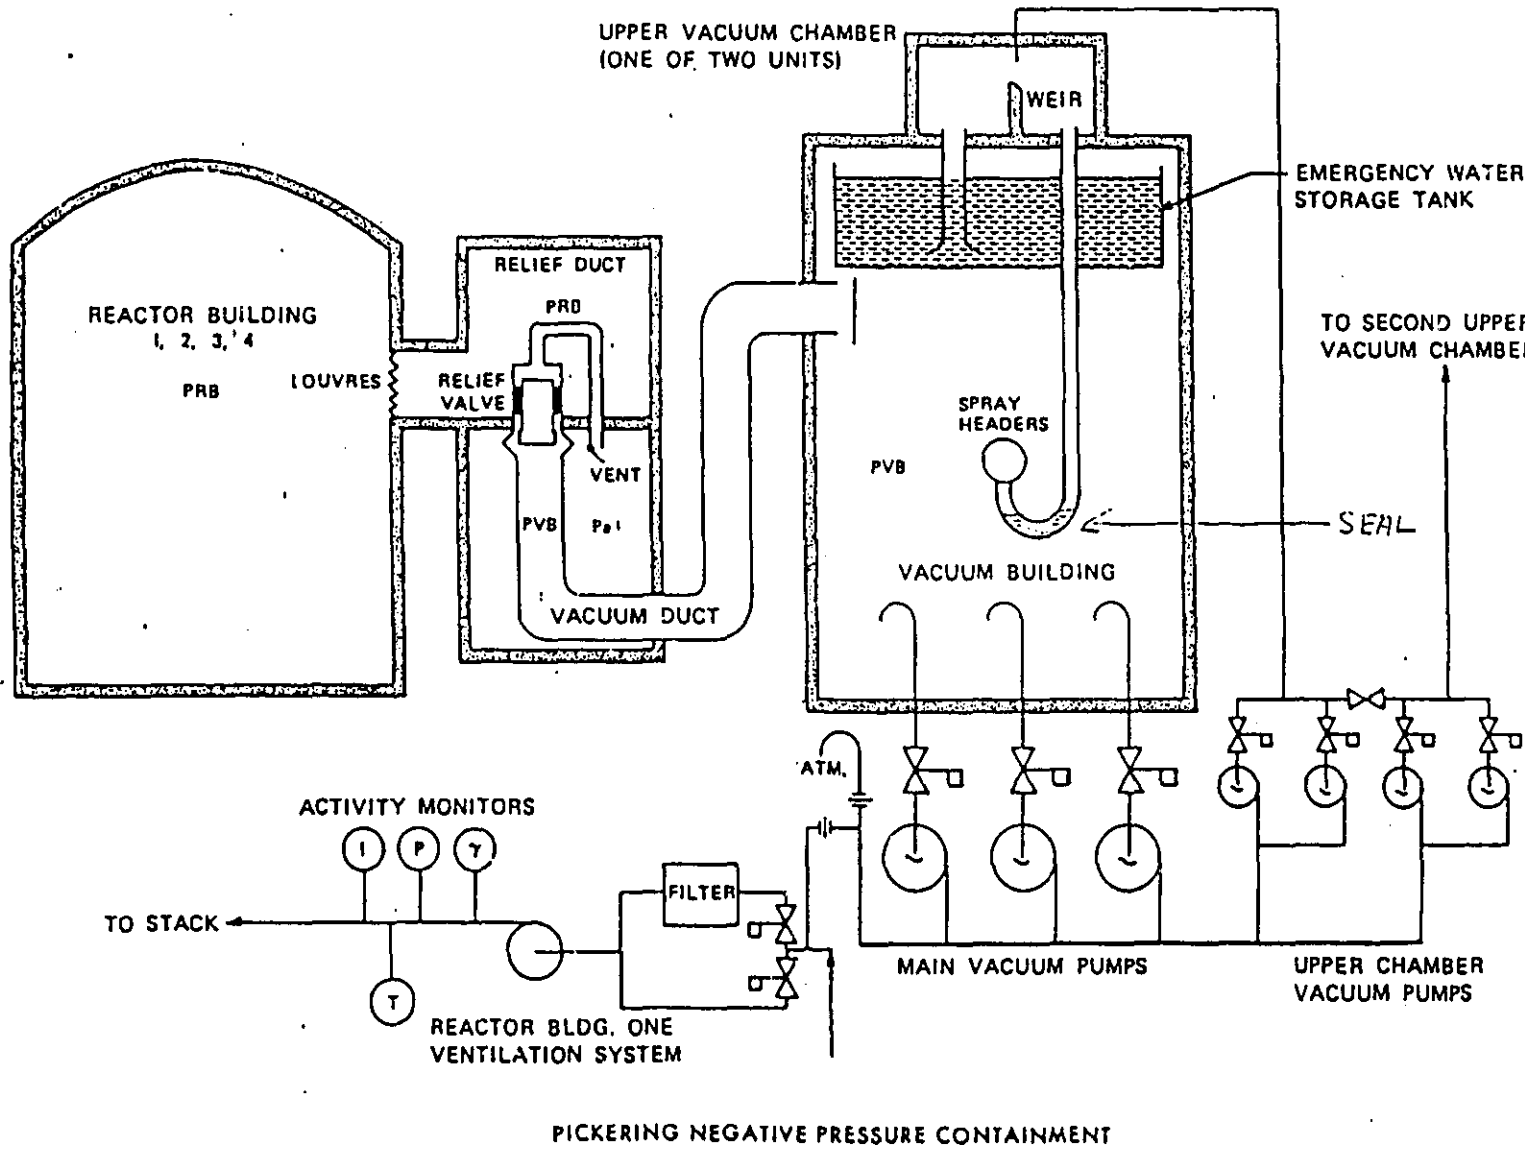 UPPER VACUUM CHAMBER
(ONE OF TWO UNITS)
WEIR
EMERGENCY WATER
STORAGE TANK
RELIEF DUCT
PRB
REACTOR BUILDING
1, 2, 3, 4
PRB
LOUVRES
RELIEF
VALVE
VENT
PVB
TO SECOND UPPER
VACUUM CHAMBE
SPRAY
HEADERS
PVB
SEAL
VACUUM BUILDING
VACUUM DUCT
ATM.
ACTIVITY MONITORS
I P γ
FILTER
TO STACK
T
MAIN VACUUM PUMPS
UPPER CHAMBER
VACUUM PUMPS
REACTOR BLDG. ONE
VENTILATION SYSTEM
PICKERING NEGATIVE PRESSURE CONTAINMENT